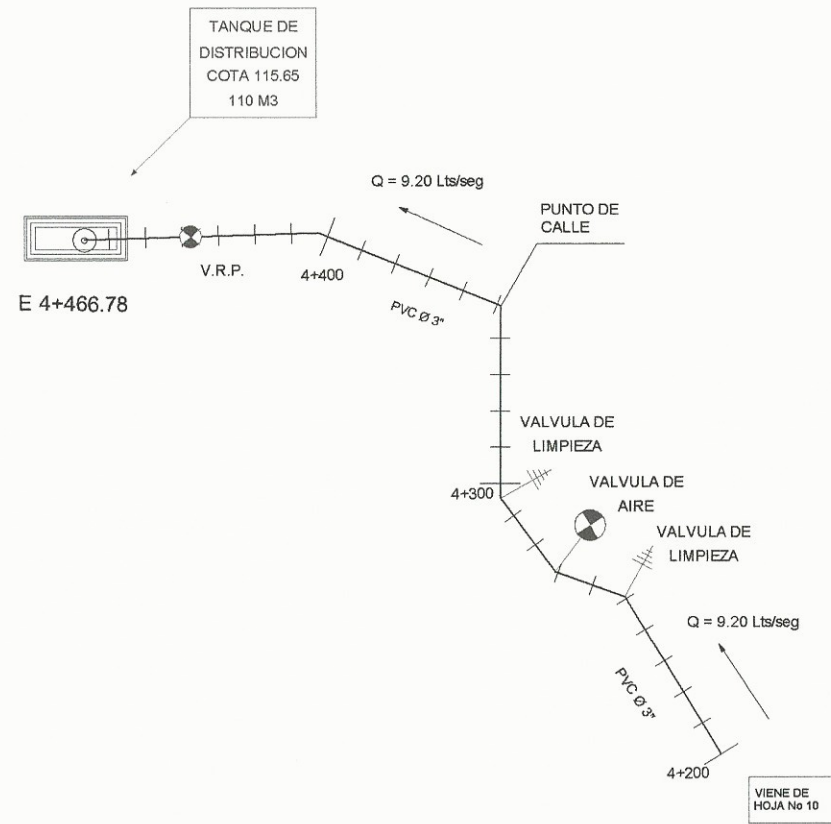 TANQUE DE
DISTRIBUCION
COTA 115.65
110 M3
Q = 9.20 Lts/seg
PUNTO DE
CALLE
V.R.P.
4+400
E 4+466.78
PVC Ø 3"
VALVULA DE
LIMPIEZA
4+300
VALVULA DE
AIRE
VALVULA DE
LIMPIEZA
Q = 9.20 Lts/seg
PVC Ø 3"
4+200
VIENE DE
HOJA No 10